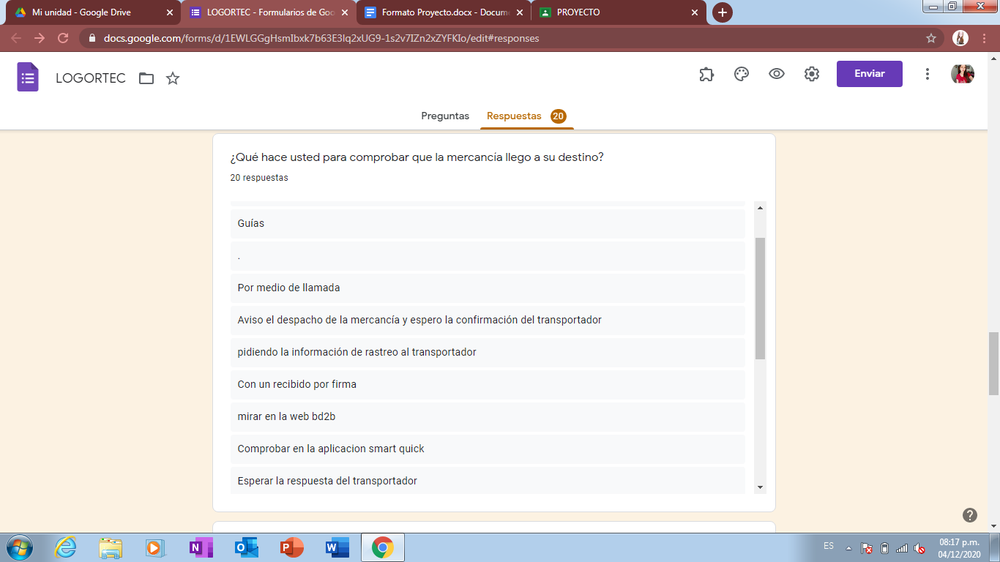 Mi unidad - Google Drive
LOGORTEC - Formularios de Goo
Formato Proyecto.docx - Docume
PROYECTO
docs.google.com/forms/d/1EWLGGgHsmIbxk7b63E3lq2xUG9-1s2v7IZn2xZYFKIo/edit#responses
LOGORTEC
Enviar
Preguntas
Respuestas 20
¿Qué hace usted para comprobar que la mercancía llego a su destino?
20 respuestas
Guías
.
Por medio de llamada
Aviso el despacho de la mercancía y espero la confirmación del transportador
pidiendo la información de rastreo al transportador
Con un recibido por firma
mirar en la web bd2b
Comprobar en la aplicacion smart quick
Esperar la respuesta del transportador
ES
08:17 p.m.
04/12/2020